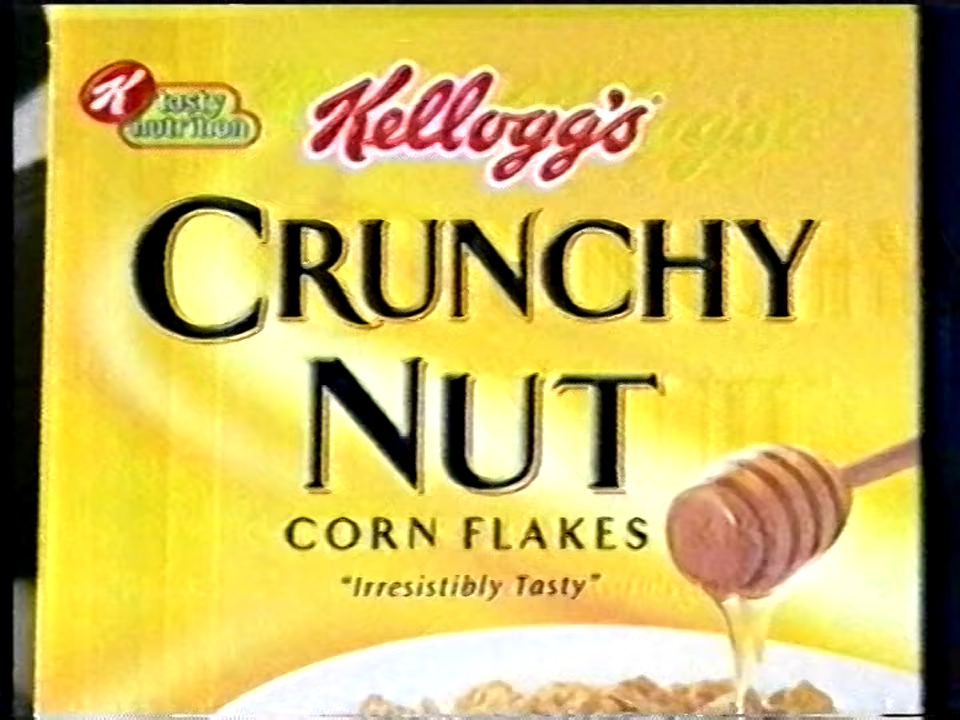 K tasty
nutrition
Kellogg's
CRUNCHY
NUT
CORN FLAKES
"Irresistibly Tasty"